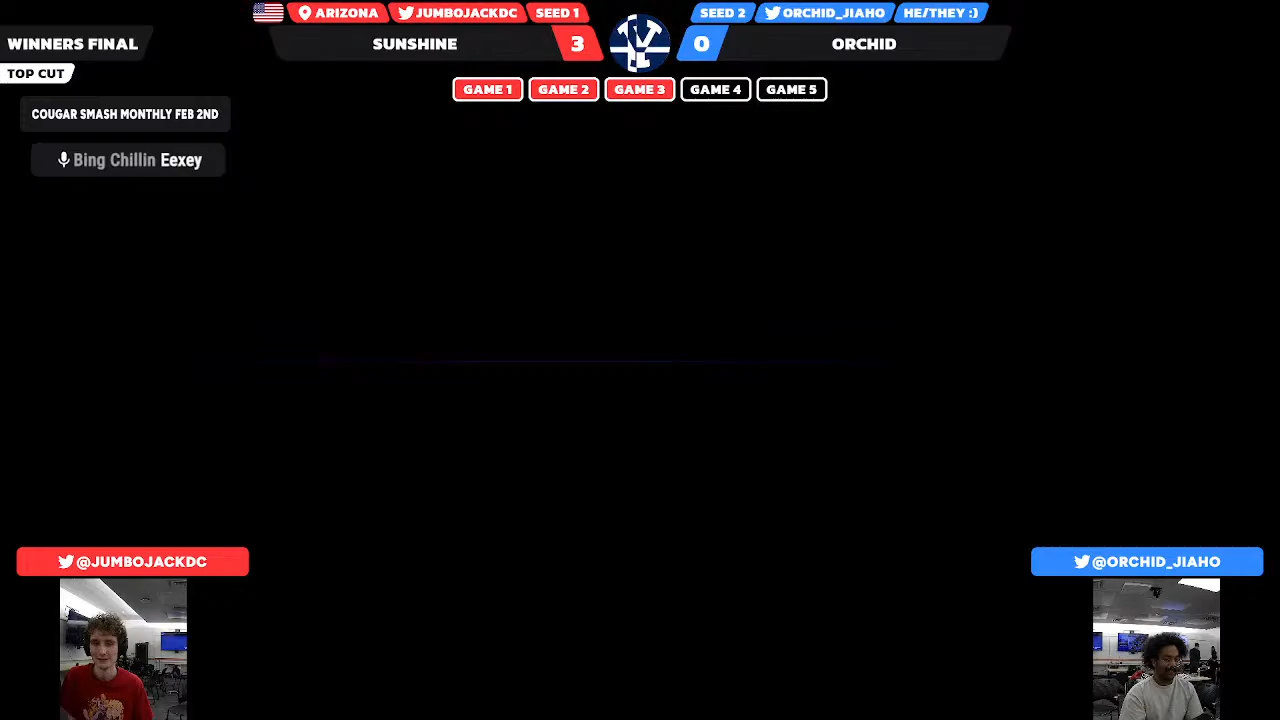 ARIZONA JUMBOJACKDC SEED 1
SEED 2 ORCHID_JIAHO HE/THEY :)
WINNERS FINAL
SUNSHINE 3 0 ORCHID
TOP CUT
GAME 1 GAME 2 GAME 3 GAME 4 GAME 5
COUGAR SMASH MONTHLY FEB 2ND
Bing Chillin Eexey
@JUMBOJACKDC
@ORCHID_JIAHO